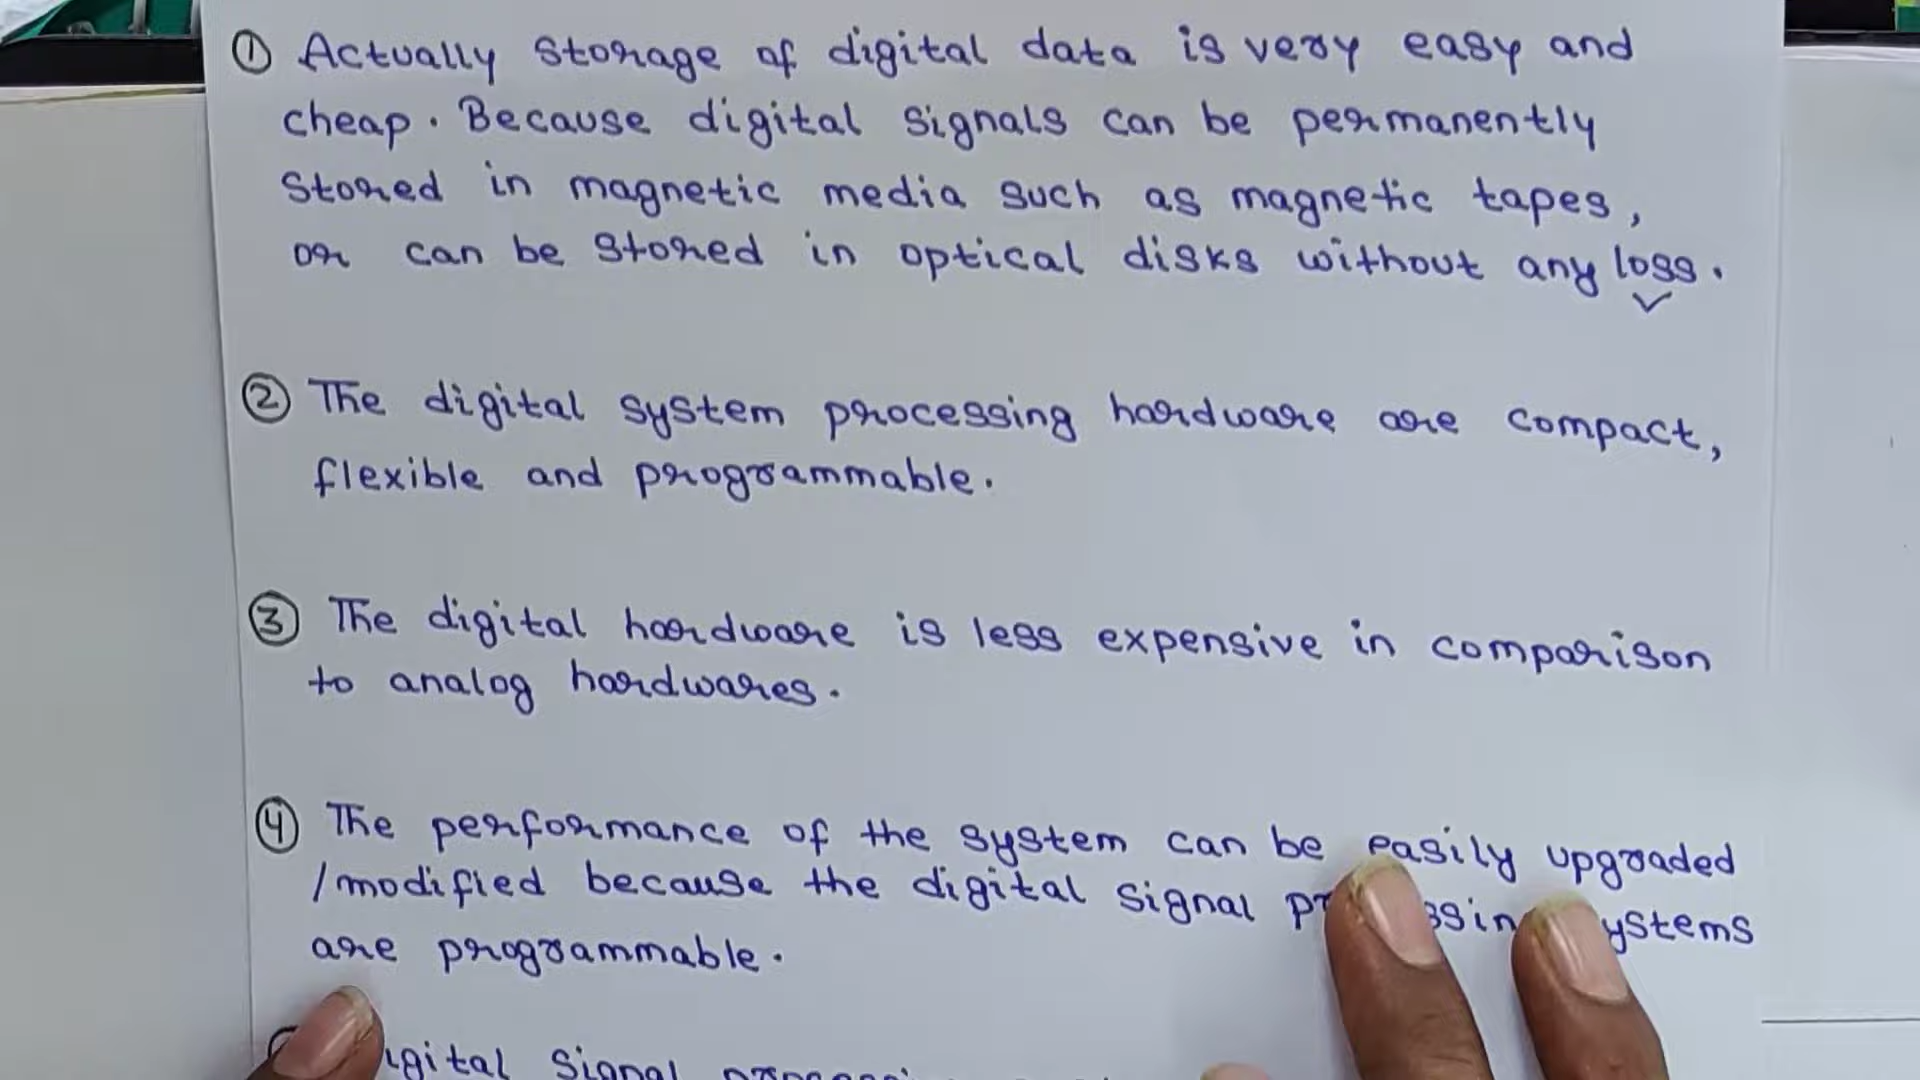 ① Actually storage of digital data is very easy and
cheap. Because digital signals can be permanently
stored in magnetic media such as magnetic tapes,
or can be stored in optical disks without any loss.
② The digital system processing hardware are compact,
flexible and programmable.
③ The digital hardware is less expensive in comparison
to analog hardwares.
④ The performance of the system can be easily upgraded
/modified because the digital signal
are programmable.
signal